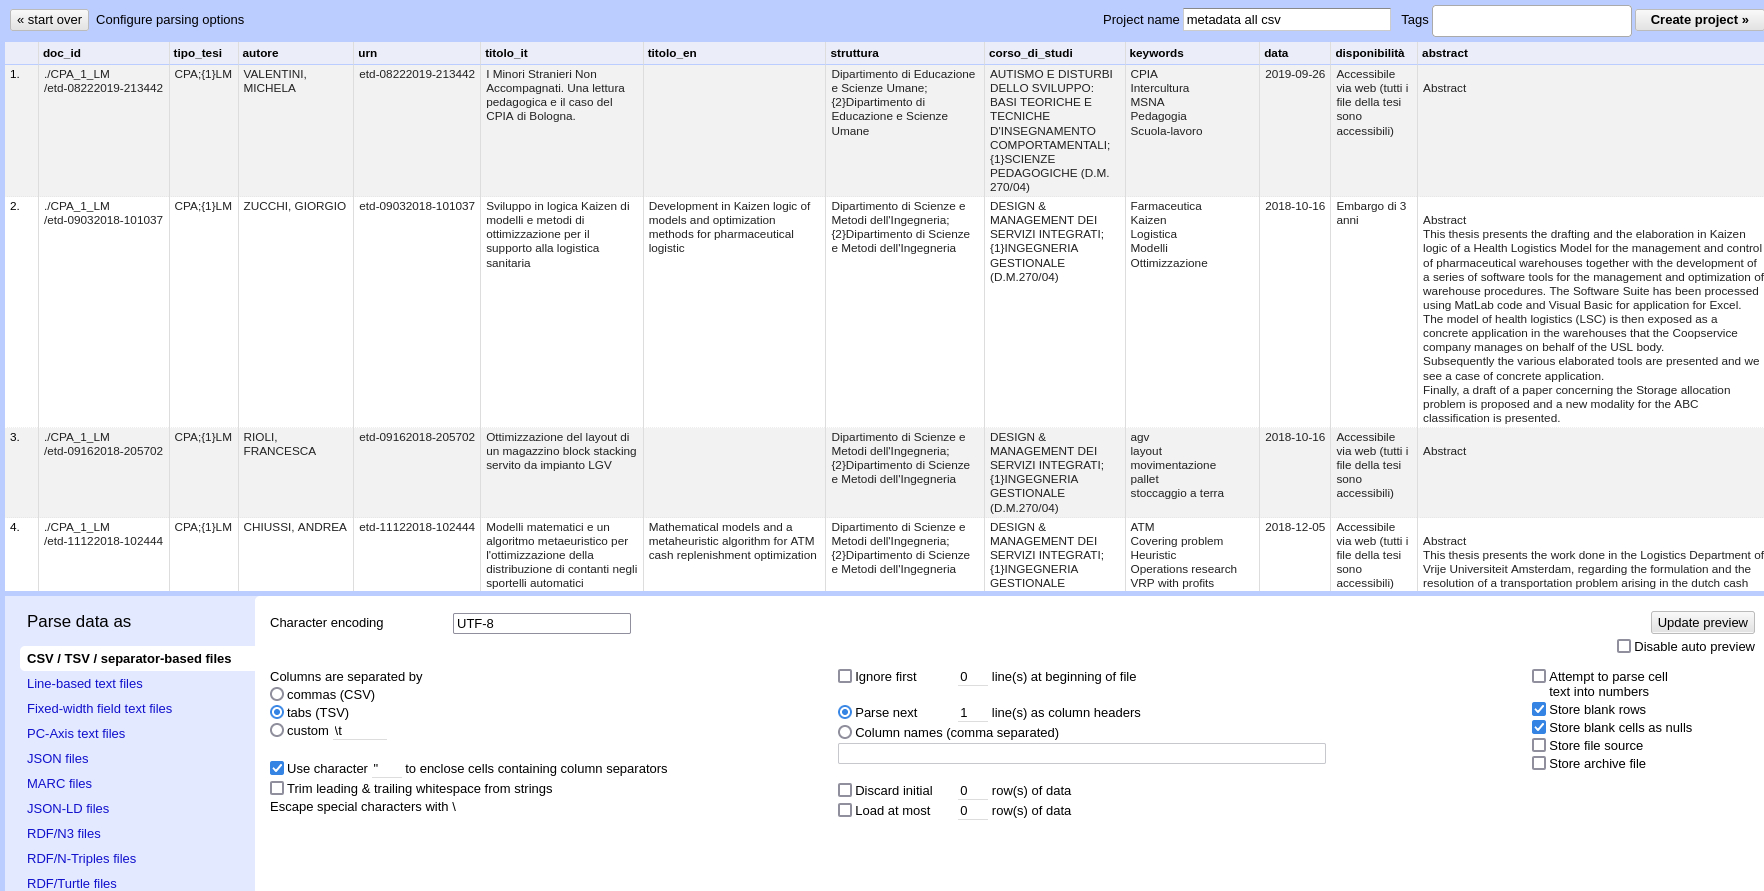 « start over Configure parsing options Project name metadata all csv Tags Create project »
doc_id tipo_tesi autore urn titolo_it titolo_en struttura corso_di_studi keywords data disponibilità abstract
1.
./CPA_1_LM
/etd-08222019-213442
CPA;{1}LM
VALENTINI,
MICHELA
etd-08222019-213442
I Minori Stranieri Non
Accompagnati. Una lettura
pedagogica e il caso del
CPIA di Bologna.
Dipartimento di Educazione
e Scienze Umane;
{2}Dipartimento di
Educazione e Scienze
Umane
AUTISMO E DISTURBI
DELLO SVILUPPO:
BASI TEORICHE E
TECNICHE
D'INSEGNAMENTO
COMPORTAMENTALI;
{1}SCIENZE
PEDAGOGICHE (D.M.
270/04)
CPIA
Intercultura
MSNA
Pedagogia
Scuola-lavoro
2019-09-26
Accessibile
via web (tutti i
file della tesi
sono
accessibili)
Abstract
2.
./CPA_1_LM
/etd-09032018-101037
CPA;{1}LM
ZUCCHI, GIORGIO
etd-09032018-101037
Sviluppo in logica Kaizen di
modelli e metodi di
ottimizzazione per il
supporto alla logistica
sanitaria
Development in Kaizen logic of
models and optimization
methods for pharmaceutical
logistic
Dipartimento di Scienze e
Metodi dell'Ingegneria;
{2}Dipartimento di Scienze
e Metodi dell'Ingegneria
DESIGN &
MANAGEMENT DEI
SERVIZI INTEGRATI;
{1}INGEGNERIA
GESTIONALE
(D.M.270/04)
Farmaceutica
Kaizen
Logistica
Modelli
Ottimizzazione
2018-10-16
Embargo di 3
anni
Abstract
This thesis presents the drafting and the elaboration in Kaizen
logic of a Health Logistics Model for the management and control
of pharmaceutical warehouses together with the development of
a series of software tools for the management and optimization of
warehouse procedures. The Software Suite has been processed
using MatLab code and Visual Basic for application for Excel.
The model of health logistics (LSC) is then exposed as a
concrete application in the warehouses that the Coopservice
company manages on behalf of the USL body.
Subsequently the various elaborated tools are presented and we
see a case of concrete application.
Finally, a draft of a paper concerning the Storage allocation
problem is proposed and a new modality for the ABC
classification is presented.
3.
./CPA_1_LM
/etd-09162018-205702
CPA;{1}LM
RIOLI,
FRANCESCA
etd-09162018-205702
Ottimizzazione del layout di
un magazzino block stacking
servito da impianto LGV
Dipartimento di Scienze e
Metodi dell'Ingegneria;
{2}Dipartimento di Scienze
e Metodi dell'Ingegneria
DESIGN &
MANAGEMENT DEI
SERVIZI INTEGRATI;
{1}INGEGNERIA
GESTIONALE
(D.M.270/04)
agv
layout
movimentazione
pallet
stoccaggio a terra
2018-10-16
Accessibile
via web (tutti i
file della tesi
sono
accessibili)
Abstract
4.
./CPA_1_LM
/etd-11122018-102444
CPA;{1}LM
CHIUSSI, ANDREA
etd-11122018-102444
Modelli matematici e un
algoritmo metaeuristico per
l'ottimizzazione della
distribuzione di contanti negli
sportelli automatici
Mathematical models and a
metaheuristic algorithm for ATM
cash replenishment optimization
Dipartimento di Scienze e
Metodi dell'Ingegneria;
{2}Dipartimento di Scienze
e Metodi dell'Ingegneria
DESIGN &
MANAGEMENT DEI
SERVIZI INTEGRATI;
{1}INGEGNERIA
GESTIONALE
ATM
Covering problem
Heuristic
Operations research
VRP with profits
2018-12-05
Accessibile
via web (tutti i
file della tesi
sono
accessibili)
Abstract
This thesis presents the work done in the Logistics Department of
Vrije Universiteit Amsterdam, regarding the formulation and the
resolution of a transportation problem arising in the dutch cash
Parse data as
CSV / TSV / separator-based files
Line-based text files
Fixed-width field text files
PC-Axis text files
JSON files
MARC files
JSON-LD files
RDF/N3 files
RDF/N-Triples files
RDF/Turtle files
Character encoding UTF-8
Update preview
Disable auto preview
Columns are separated by
commas (CSV)
tabs (TSV)
custom \t
Use character " to enclose cells containing column separators
Trim leading & trailing whitespace from strings
Escape special characters with \
Ignore first 0 line(s) at beginning of file
Parse next 1 line(s) as column headers
Column names (comma separated)
Discard initial 0 row(s) of data
Load at most 0 row(s) of data
Attempt to parse cell
text into numbers
Store blank rows
Store blank cells as nulls
Store file source
Store archive file